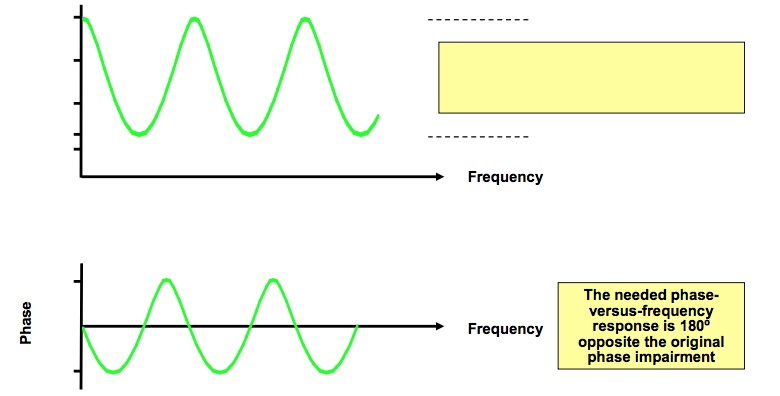 Frequency
Phase
Frequency
The needed phase-
versus-frequency
response is 180º
opposite the original
phase impairment